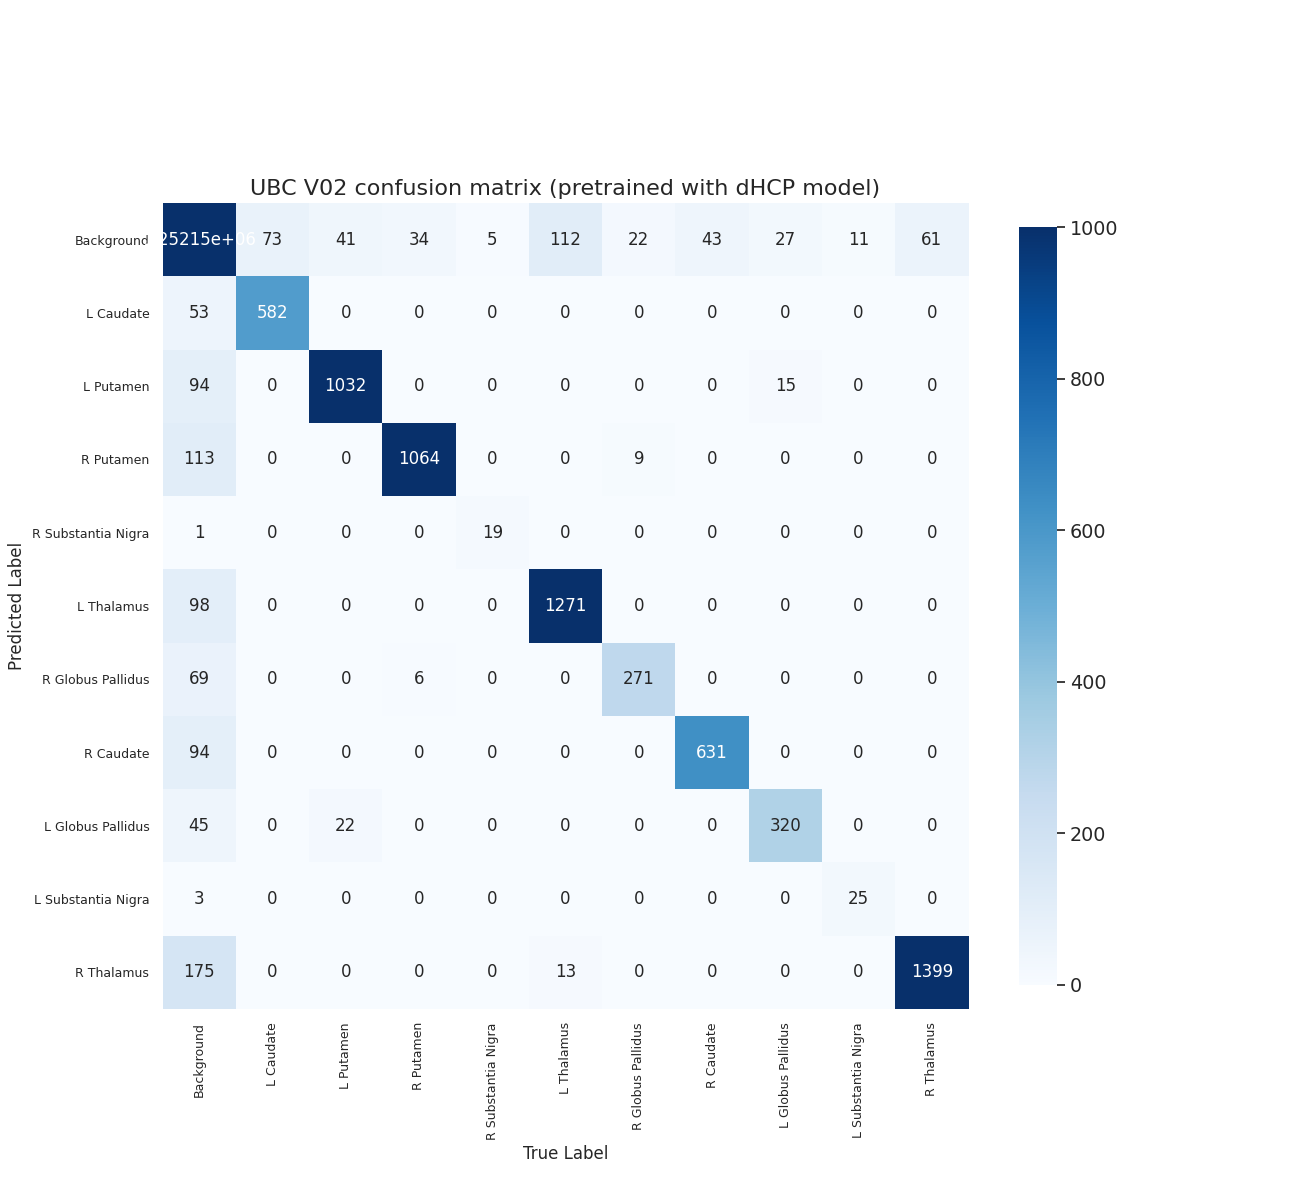 UBC V02 confusion matrix (pretrained with dHCP model)
Background 73 41 34 5 112 22 43 27 11 61
L Caudate 53 582 0 0 0 0 0 0 0 0 0
L Putamen 94 0 1032 0 0 0 0 0 15 0 0
R Putamen 113 0 0 1064 0 0 9 0 0 0 0
R Substantia Nigra 1 0 0 0 19 0 0 0 0 0 0
L Thalamus 98 0 0 0 0 1271 0 0 0 0 0
R Globus Pallidus 69 0 0 6 0 0 271 0 0 0 0
R Caudate 94 0 0 0 0 0 0 631 0 0 0
L Globus Pallidus 45 0 22 0 0 0 0 0 320 0 0
L Substantia Nigra 3 0 0 0 0 0 0 0 0 25 0
R Thalamus 175 0 0 0 0 13 0 0 0 0 1399
Predicted Label
Background
L Caudate
L Putamen
R Putamen
R Substantia Nigra
L Thalamus
R Globus Pallidus
R Caudate
L Globus Pallidus
L Substantia Nigra
R Thalamus
True Label
1000
800
600
400
200
0